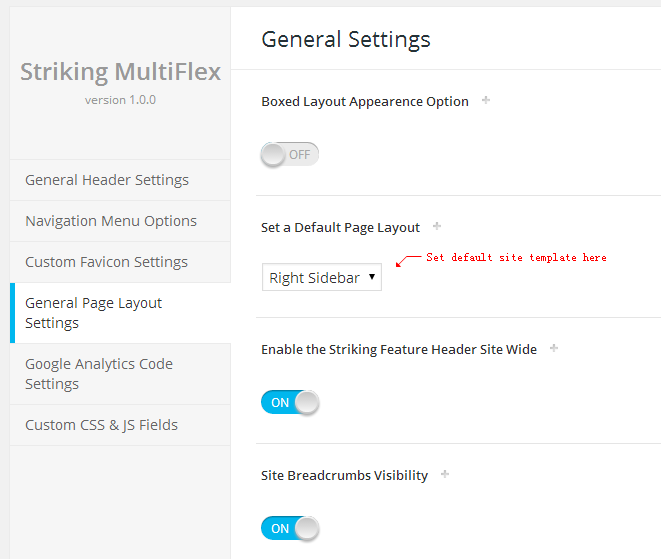 Striking MultiFlex
version 1.0.0
General Header Settings
Navigation Menu Options
Custom Favicon Settings
General Page Layout
Settings
Google Analytics Code
Settings
Custom CSS & JS Fields
General Settings
Boxed Layout Appearence Option +
OFF
Set a Default Page Layout +
Right Sidebar
Set default site template here
Enable the Striking Feature Header Site Wide +
ON
Site Breadcrumbs Visibility +
ON